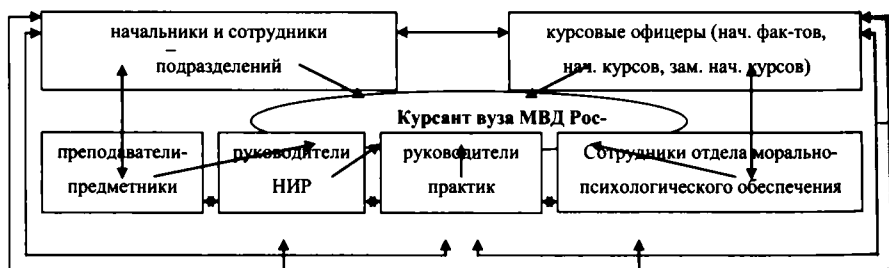 начальники и сотрудники
подразделений
курсовые офицеры (нач. фак-тов,
нач. курсов, зам. нач. курсов)
Курсант вуза МВД Рос-
преподаватели-
предметники
руководители
НИР
руководители
практик
Сотрудники отдела морально-
психологического обеспечения